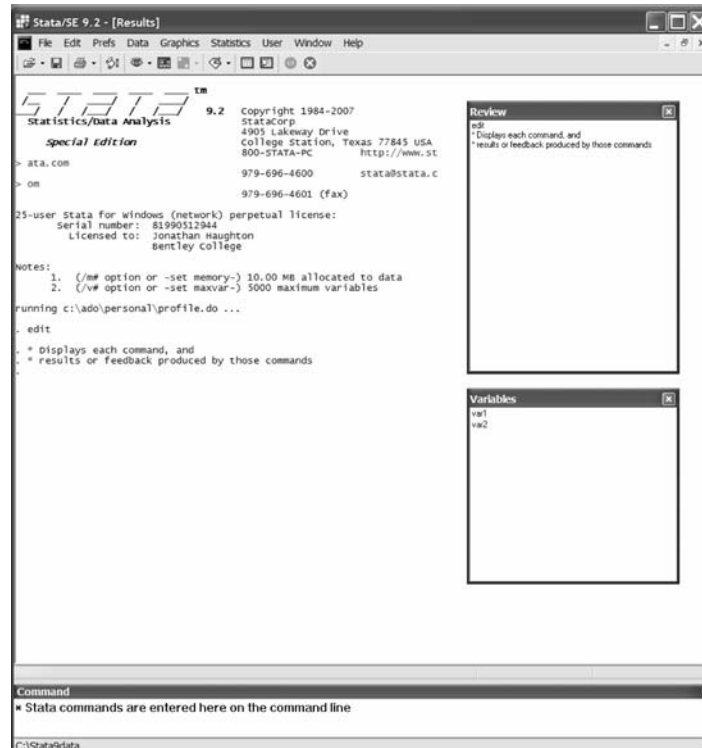 Stata/SE 9.2 - [Results]
File Edit Prefs Data Graphics Statistics User Window Help
STATA tm
9.2 Copyright 1984-2007
Statistics/Data Analysis StataCorp
4905 Lakeway Drive
Special Edition College Station, Texas 77845 USA
800-STATA-PC http://www.st
> ata.com
979-696-4600 stata@stata.c
> om
979-696-4601 (fax)
25-user Stata for Windows (network) perpetual license:
Serial number: 81990512944
Licensed to: Jonathan Haughton
Bentley College
Notes:
1. (/m# option or -set memory-) 10.00 MB allocated to data
2. (/v# option or -set maxvar-) 5000 maximum variables
running c:\ado\personal\profile.do ...
. edit
. * Displays each command, and
. * results or feedback produced by those commands
.
Review
edit
* Displays each command, and
* results or feedback produced by those commands
Variables
var1
var2
Command
* Stata commands are entered here on the command line
C:\Stata9data